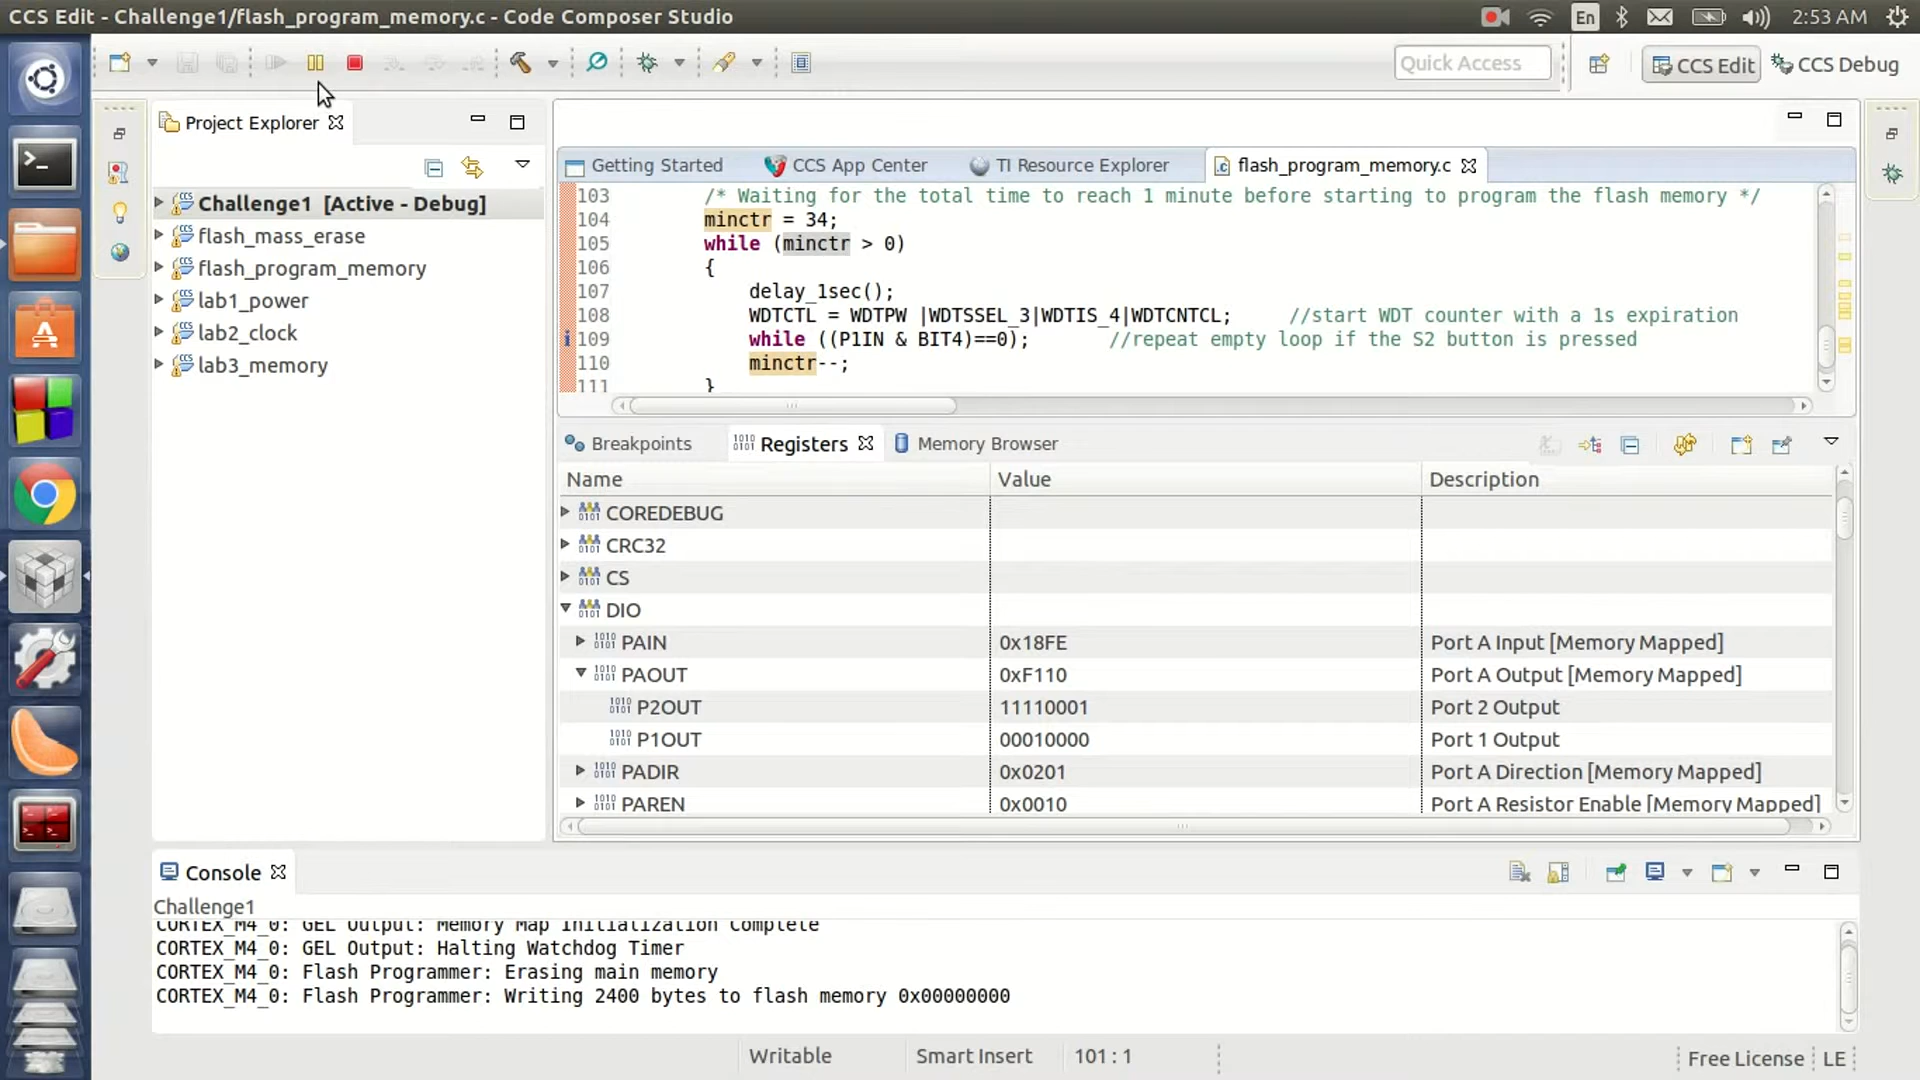 CCS Edit - Challenge1/flash_program_memory.c - Code Composer Studio
En
2:53 AM
Quick Access
CCS Edit
CCS Debug
Project Explorer
Challenge1 [Active - Debug]
flash_mass_erase
flash_program_memory
lab1_power
lab2_clock
lab3_memory
Getting Started
CCS App Center
TI Resource Explorer
flash_program_memory.c
103 /* Waiting for the total time to reach 1 minute before starting to program the flash memory */
104 minctr = 34;
105 while (minctr > 0)
106 {
107 delay_1sec();
108 WDTCTL = WDTPW |WDTSSEL_3|WDTIS_4|WDTCNTCL; //start WDT counter with a 1s expiration
109 while ((P1IN & BIT4)==0); //repeat empty loop if the S2 button is pressed
110 minctr--;
111 }
Breakpoints
Registers
Memory Browser
Name Value Description
COREDEBUG
CRC32
CS
DIO
PAIN 0x18FE Port A Input [Memory Mapped]
PAOUT 0xF110 Port A Output [Memory Mapped]
P2OUT 11110001 Port 2 Output
P1OUT 00010000 Port 1 Output
PADIR 0x0201 Port A Direction [Memory Mapped]
PAREN 0x0010 Port A Resistor Enable [Memory Mapped]
Console
Challenge1
CORTEX_M4_0: GEL Output: Memory Map Initialization Complete
CORTEX_M4_0: GEL Output: Halting Watchdog Timer
CORTEX_M4_0: Flash Programmer: Erasing main memory
CORTEX_M4_0: Flash Programmer: Writing 2400 bytes to flash memory 0x00000000
Writable
Smart Insert
101 : 1
Free License
LE